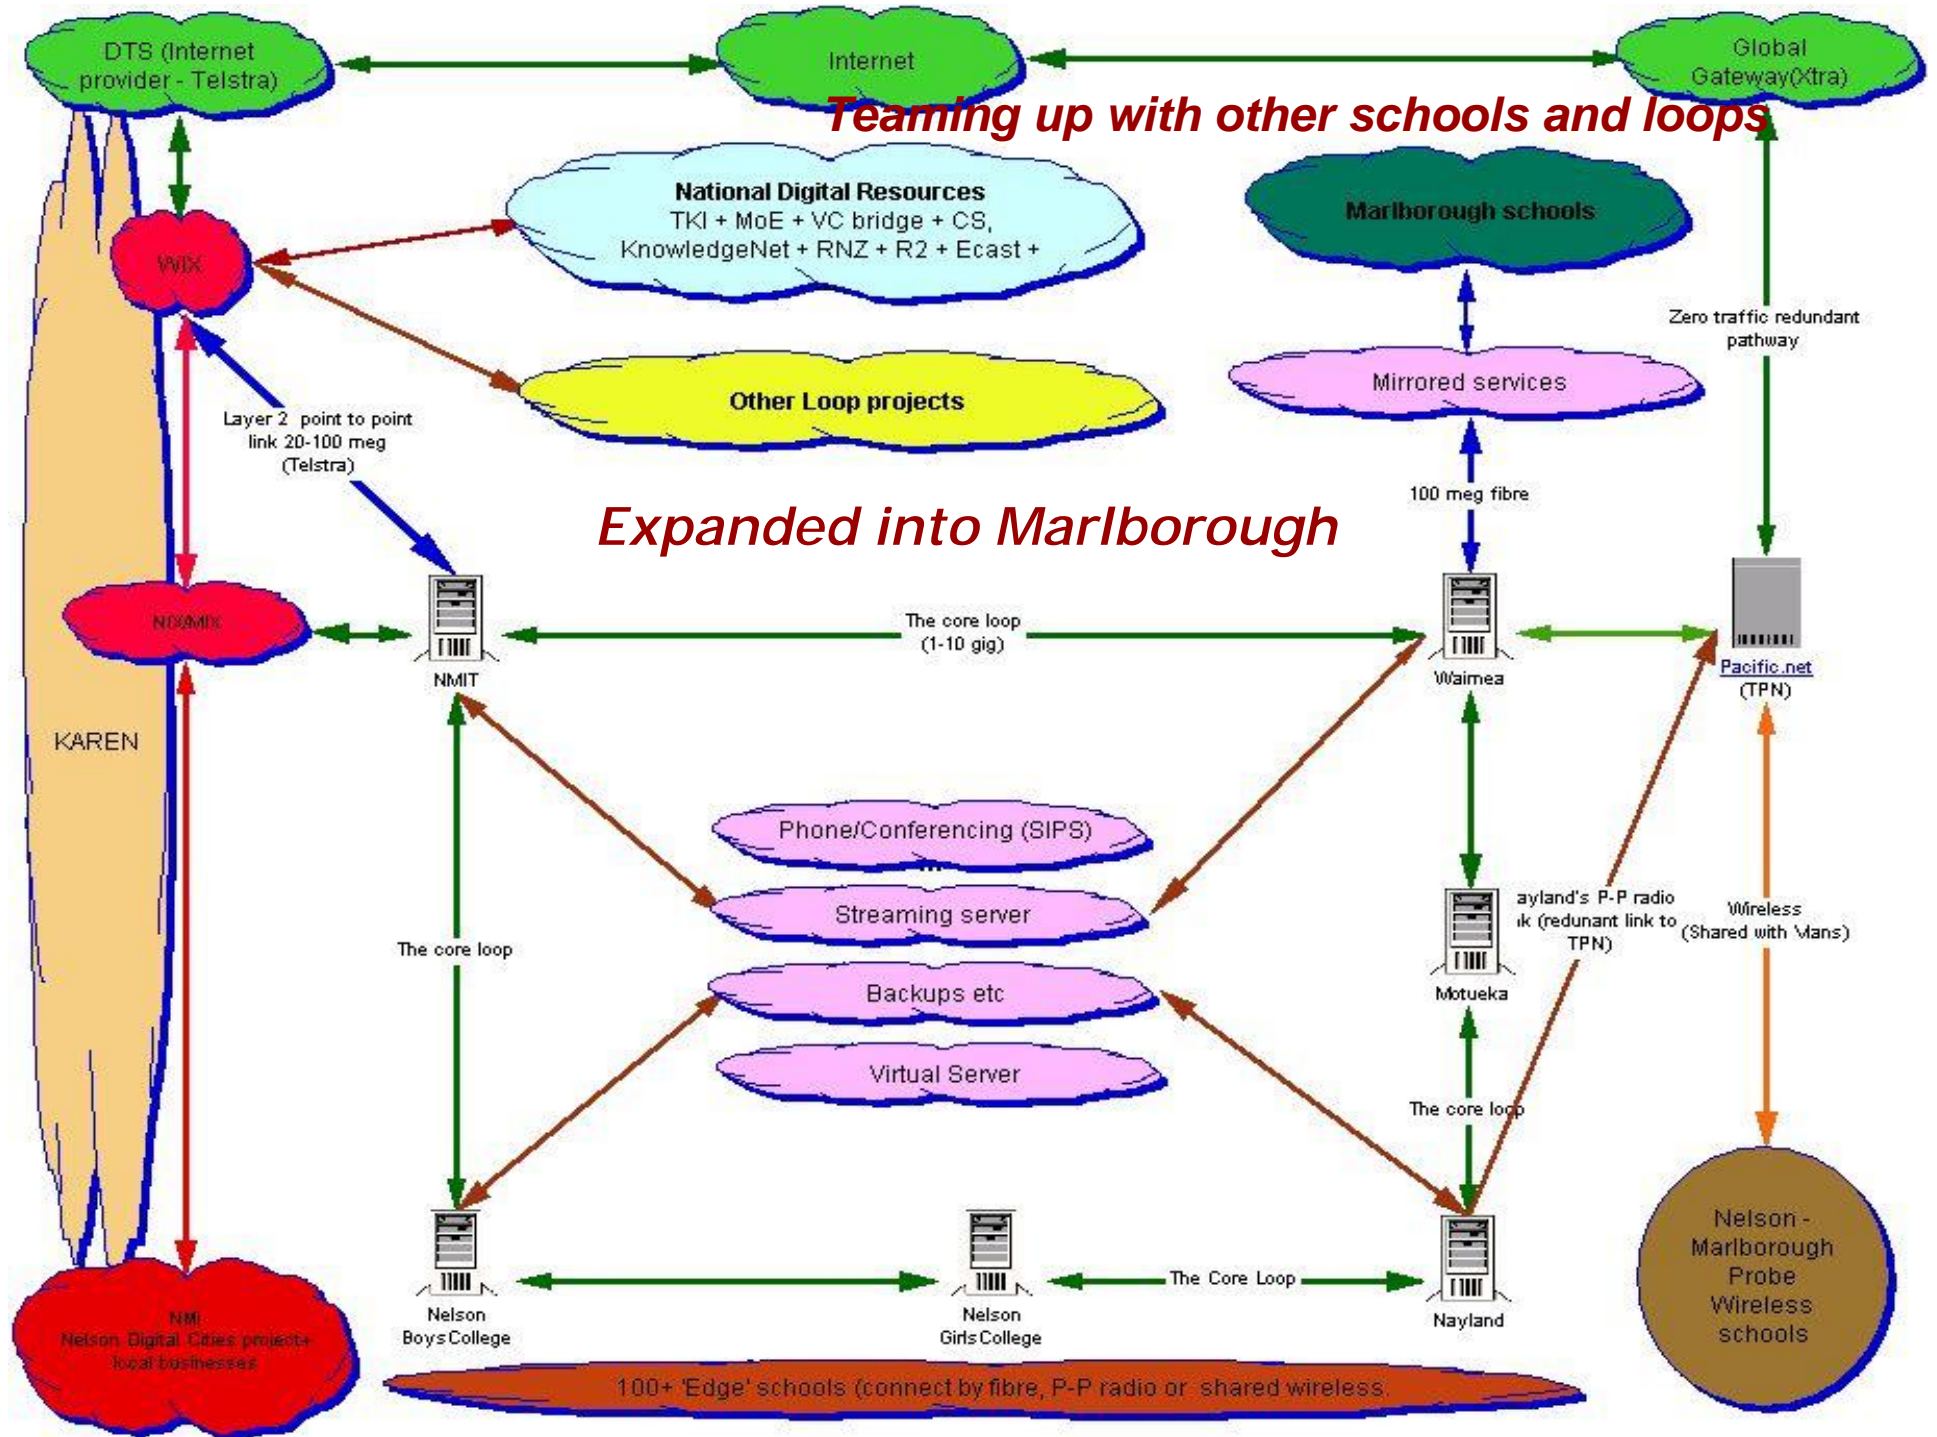 DTS (Internet
provider - Telstra)
Internet
Global
Gateway(Xtra)
Teaming up with other schools and loops
National Digital Resources
TKI + MoE + VC bridge + CS,
KnowledgeNet + RNZ + R2 + Ecast +
Marlborough schools
WIX
Zero traffic redundant
pathway
Mirrored services
Other Loop projects
Layer 2 point to point
link 20-100 meg
(Telstra)
100 meg fibre
Expanded into Marlborough
NIX/MIX
The core loop
(1-10 gig)
NMIT
Waimea
Pacific.net
(TPN)
KAREN
Phone/Conferencing (SIPS)
Streaming server
Backups etc
Virtual Server
The core loop
ayland's P-P radio
ık (redunant link to
TPN)
Wireless
(Shared with Mans)
Motueka
The core loop
Nelson -
Marlborough
Probe
Wireless
schools
The Core Loop
Nelson
Boys College
Nelson
Girls College
Nayland
NMi
Nelson Digital Cities project+
local businesses
100+ 'Edge' schools (connect by fibre, P-P radio or shared wireless.